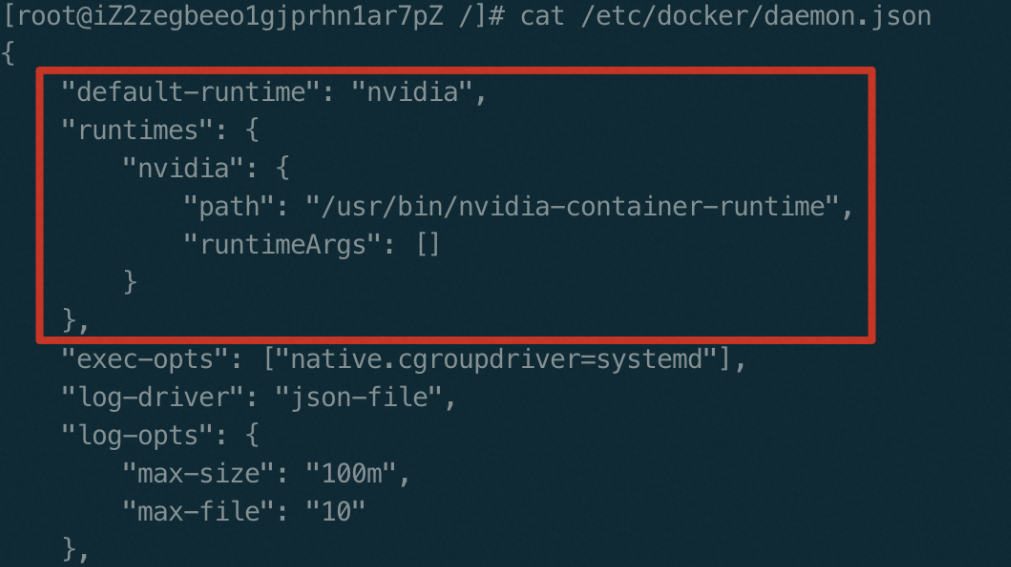 [root@iZ2zegbeeo1gjprhn1ar7pZ /]# cat /etc/docker/daemon.json
{
    "default-runtime": "nvidia",
    "runtimes": {
        "nvidia": {
            "path": "/usr/bin/nvidia-container-runtime",
            "runtimeArgs": []
        }
    },
    "exec-opts": ["native.cgroupdriver=systemd"],
    "log-driver": "json-file",
    "log-opts": {
        "max-size": "100m",
        "max-file": "10"
    },